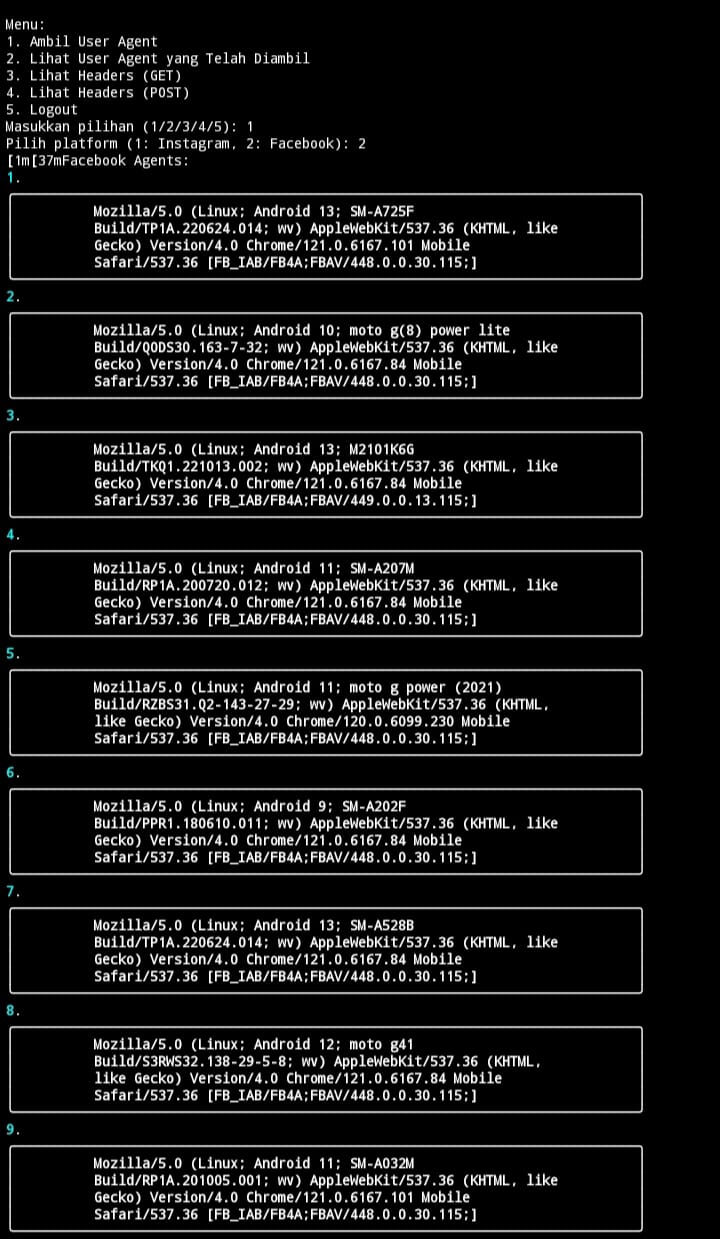 Menu:
1. Ambil User Agent
2. Lihat User Agent yang Telah Diambil
3. Lihat Headers (GET)
4. Lihat Headers (POST)
5. Logout
Masukkan pilihan (1/2/3/4/5): 1
Pilih platform (1: Instagram, 2: Facebook): 2
[1m[37mFacebook Agents:
1.
Mozilla/5.0 (Linux; Android 13; SM-A725F
Build/TP1A.220624.014; wv) AppleWebKit/537.36 (KHTML, like
Gecko) Version/4.0 Chrome/121.0.6167.101 Mobile
Safari/537.36 [FB_IAB/FB4A;FBAV/448.0.0.30.115;]
2.
Mozilla/5.0 (Linux; Android 10; moto g(8) power lite
Build/QODS30.163-7-32; wv) AppleWebKit/537.36 (KHTML, like
Gecko) Version/4.0 Chrome/121.0.6167.84 Mobile
Safari/537.36 [FB_IAB/FB4A;FBAV/448.0.0.30.115;]
3.
Mozilla/5.0 (Linux; Android 13; M2101K6G
Build/TKQ1.221013.002; wv) AppleWebKit/537.36 (KHTML, like
Gecko) Version/4.0 Chrome/121.0.6167.84 Mobile
Safari/537.36 [FB_IAB/FB4A;FBAV/449.0.0.13.115;]
4.
Mozilla/5.0 (Linux; Android 11; SM-A207M
Build/RP1A.200720.012; wv) AppleWebKit/537.36 (KHTML, like
Gecko) Version/4.0 Chrome/121.0.6167.84 Mobile
Safari/537.36 [FB_IAB/FB4A;FBAV/448.0.0.30.115;]
5.
Mozilla/5.0 (Linux; Android 11; moto g power (2021)
Build/RZBS31.Q2-143-27-29; wv) AppleWebKit/537.36 (KHTML,
like Gecko) Version/4.0 Chrome/120.0.6099.230 Mobile
Safari/537.36 [FB_IAB/FB4A;FBAV/448.0.0.30.115;]
6.
Mozilla/5.0 (Linux; Android 9; SM-A202F
Build/PPR1.180610.011; wv) AppleWebKit/537.36 (KHTML, like
Gecko) Version/4.0 Chrome/121.0.6167.84 Mobile
Safari/537.36 [FB_IAB/FB4A;FBAV/448.0.0.30.115;]
7.
Mozilla/5.0 (Linux; Android 13; SM-A528B
Build/TP1A.220624.014; wv) AppleWebKit/537.36 (KHTML, like
Gecko) Version/4.0 Chrome/121.0.6167.84 Mobile
Safari/537.36 [FB_IAB/FB4A;FBAV/448.0.0.30.115;]
8.
Mozilla/5.0 (Linux; Android 12; moto g41
Build/S3RWS32.138-29-5-8; wv) AppleWebKit/537.36 (KHTML,
like Gecko) Version/4.0 Chrome/121.0.6167.84 Mobile
Safari/537.36 [FB_IAB/FB4A;FBAV/448.0.0.30.115;]
9.
Mozilla/5.0 (Linux; Android 11; SM-A032M
Build/RP1A.201005.001; wv) AppleWebKit/537.36 (KHTML, like
Gecko) Version/4.0 Chrome/121.0.6167.101 Mobile
Safari/537.36 [FB_IAB/FB4A;FBAV/448.0.0.30.115;]